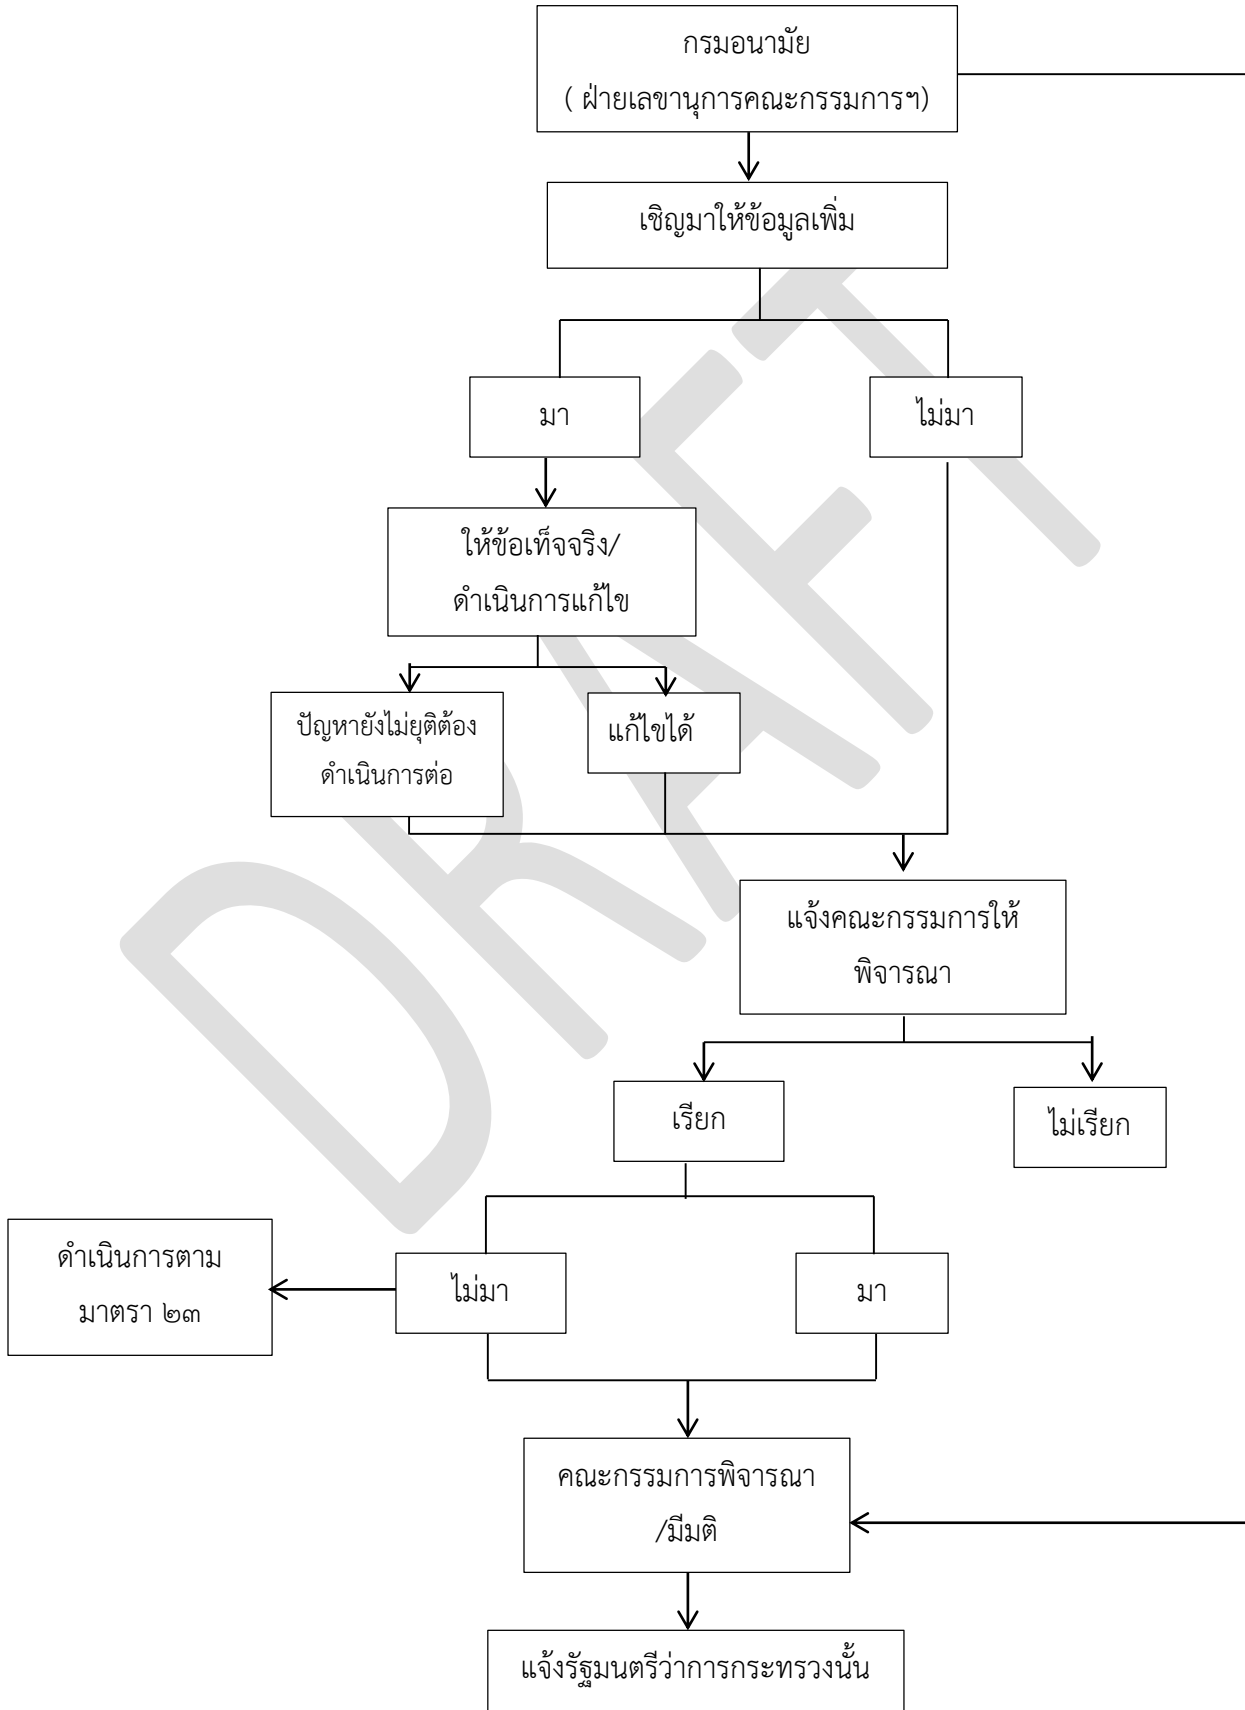 กรมอนามัย
( ฝ่ายเลขานุการคณะกรรมการฯ)
เชิญมาให้ข้อมูลเพิ่ม
มา
ไม่มา
ให้ข้อเท็จจริง/
ดำเนินการแก้ไข
ปัญหายังไม่ยุติต้อง
ดำเนินการต่อ
แก้ไขได้
แจ้งคณะกรรมการให้
พิจารณา
เรียก
ไม่เรียก
ดำเนินการตาม
มาตรา ๒๓
ไม่มา
มา
คณะกรรมการพิจารณา
/มีมติ
แจ้งรัฐมนตรีว่าการกระทรวงนั้น
DRAFT